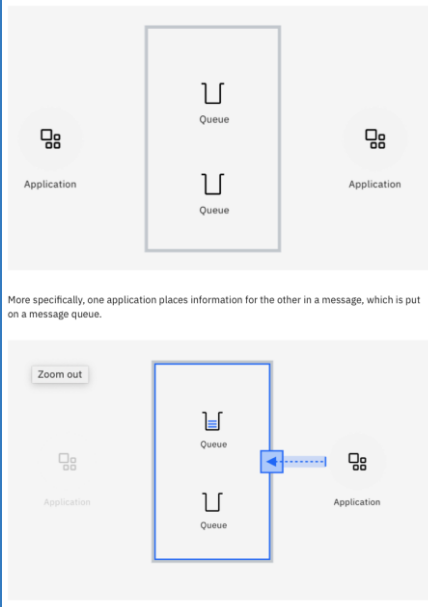 Queue
Application
Application
Queue
More specifically, one application places information for the other in a message, which is put
on a message queue.
Zoom out
Queue
Application
Application
Queue